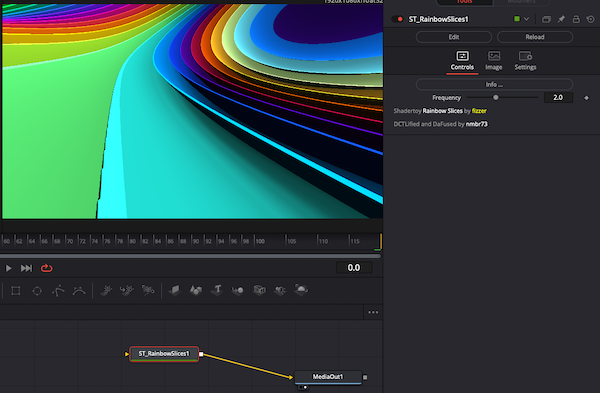 Tools
Modifiers
ST_RainbowSlices1
Edit
Reload
Controls
Image
Settings
Info ...
Frequency
2.0
Shadertoy Rainbow Slices by fizzer
DCTLified and DaFused by nmbr73
60 62 64 66 68 70 72 74 76 78 80 82 84 86 88 90 92 94 96 98 100 105 110 115
0.0
ST_RainbowSlices1
MediaOut1